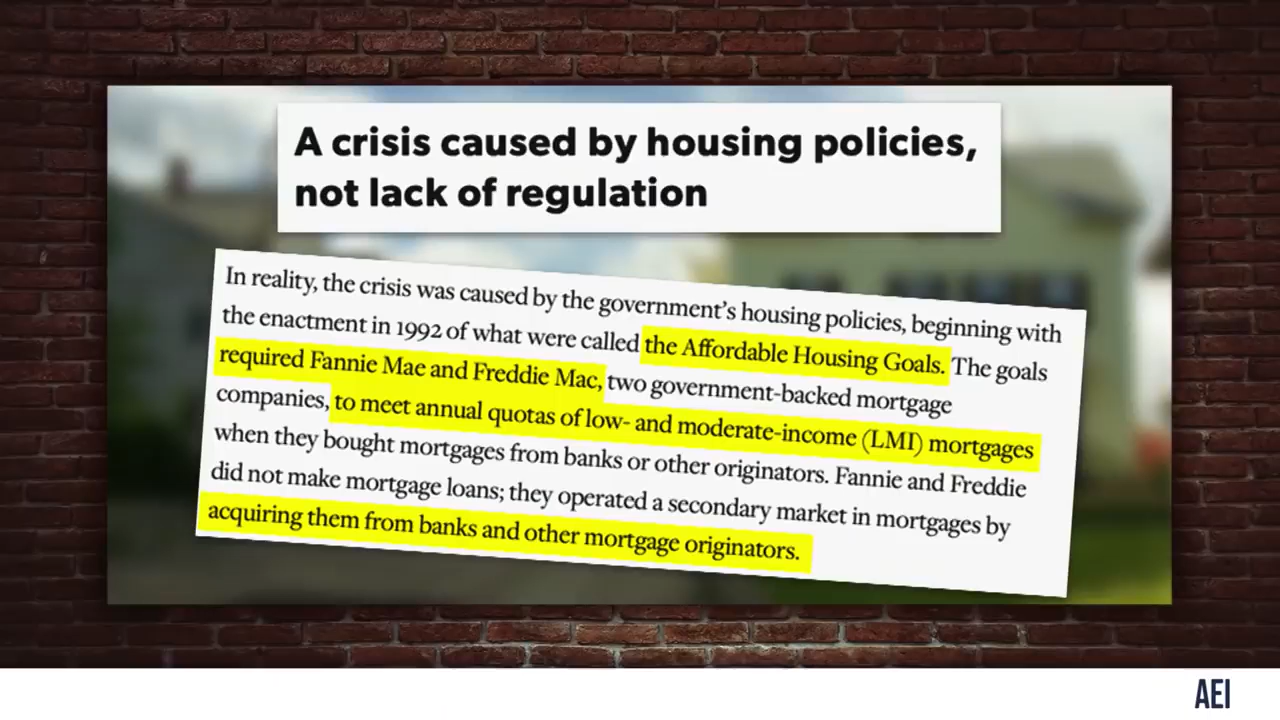 A crisis caused by housing policies,
not lack of regulation
In reality, the crisis was caused by the government’s housing policies, beginning with
the enactment in 1992 of what were called the Affordable Housing Goals. The goals
required Fannie Mae and Freddie Mac, two government-backed mortgage
companies, to meet annual quotas of low- and moderate-income (LMI) mortgages
when they bought mortgages from banks or other originators. Fannie and Freddie
did not make mortgage loans; they operated a secondary market in mortgages by
acquiring them from banks and other mortgage originators.
AEI